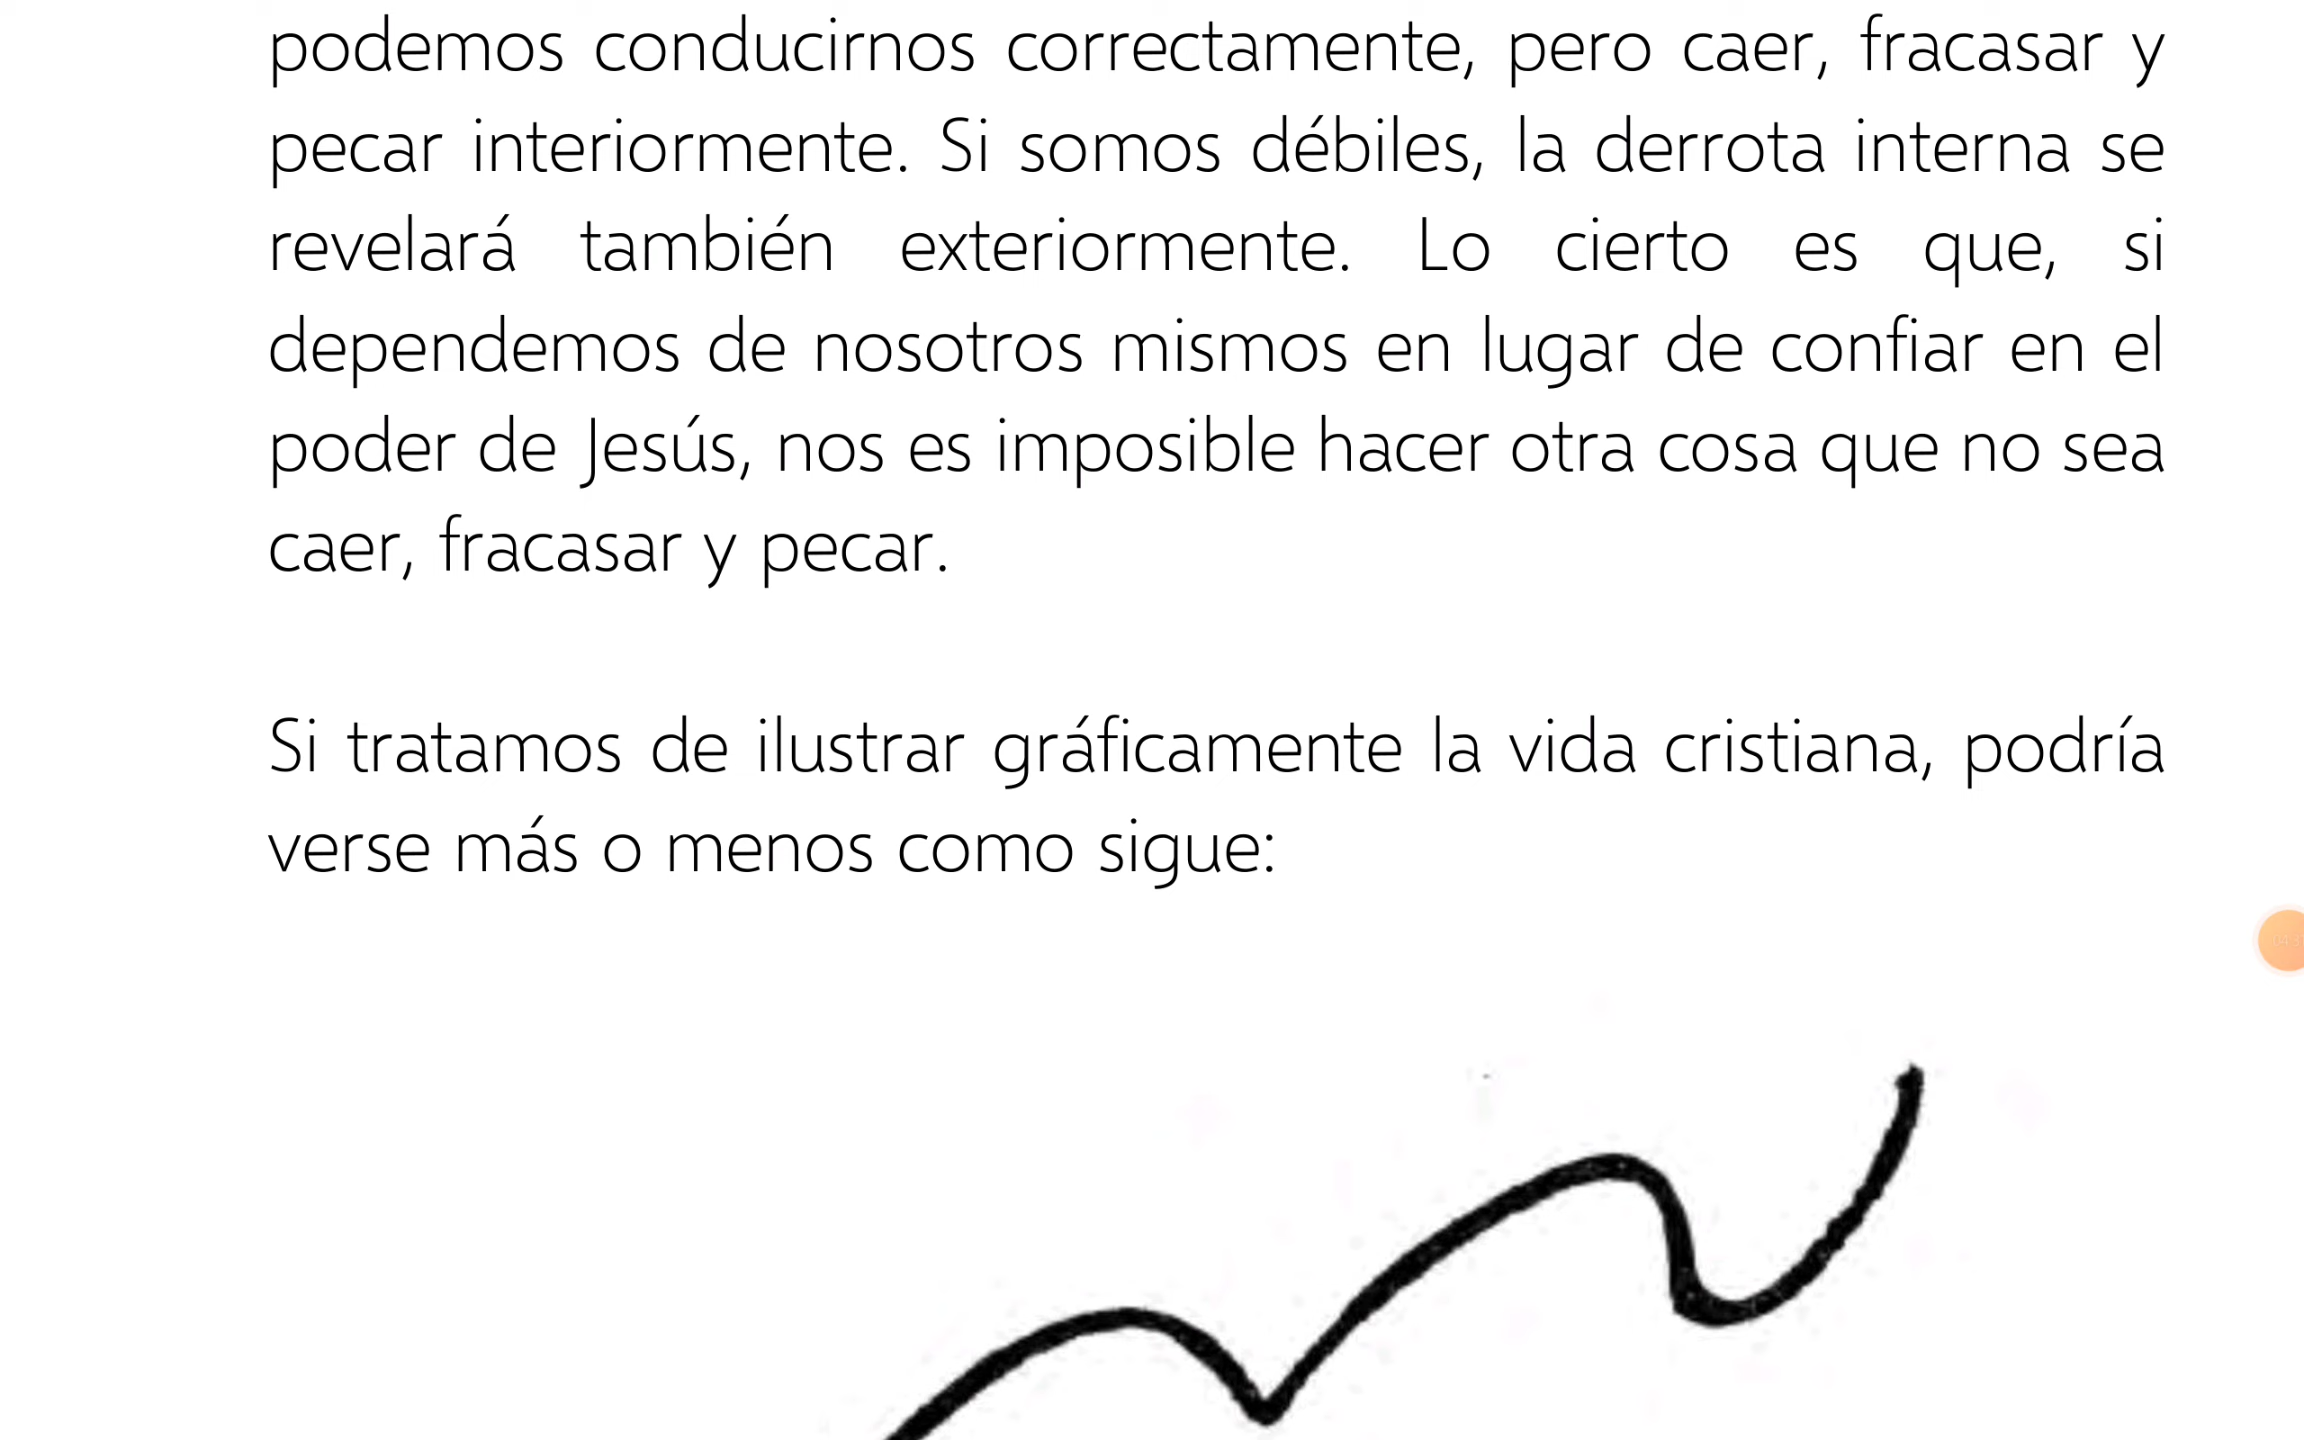 podemos conducirnos correctamente, pero caer, fracasar y
pecar interiormente. Si somos débiles, la derrota interna se
revelará también exteriormente. Lo cierto es que, si
dependemos de nosotros mismos en lugar de confiar en el
poder de Jesús, nos es imposible hacer otra cosa que no sea
caer, fracasar y pecar.
Si tratamos de ilustrar gráficamente la vida cristiana, podría
verse más o menos como sigue: